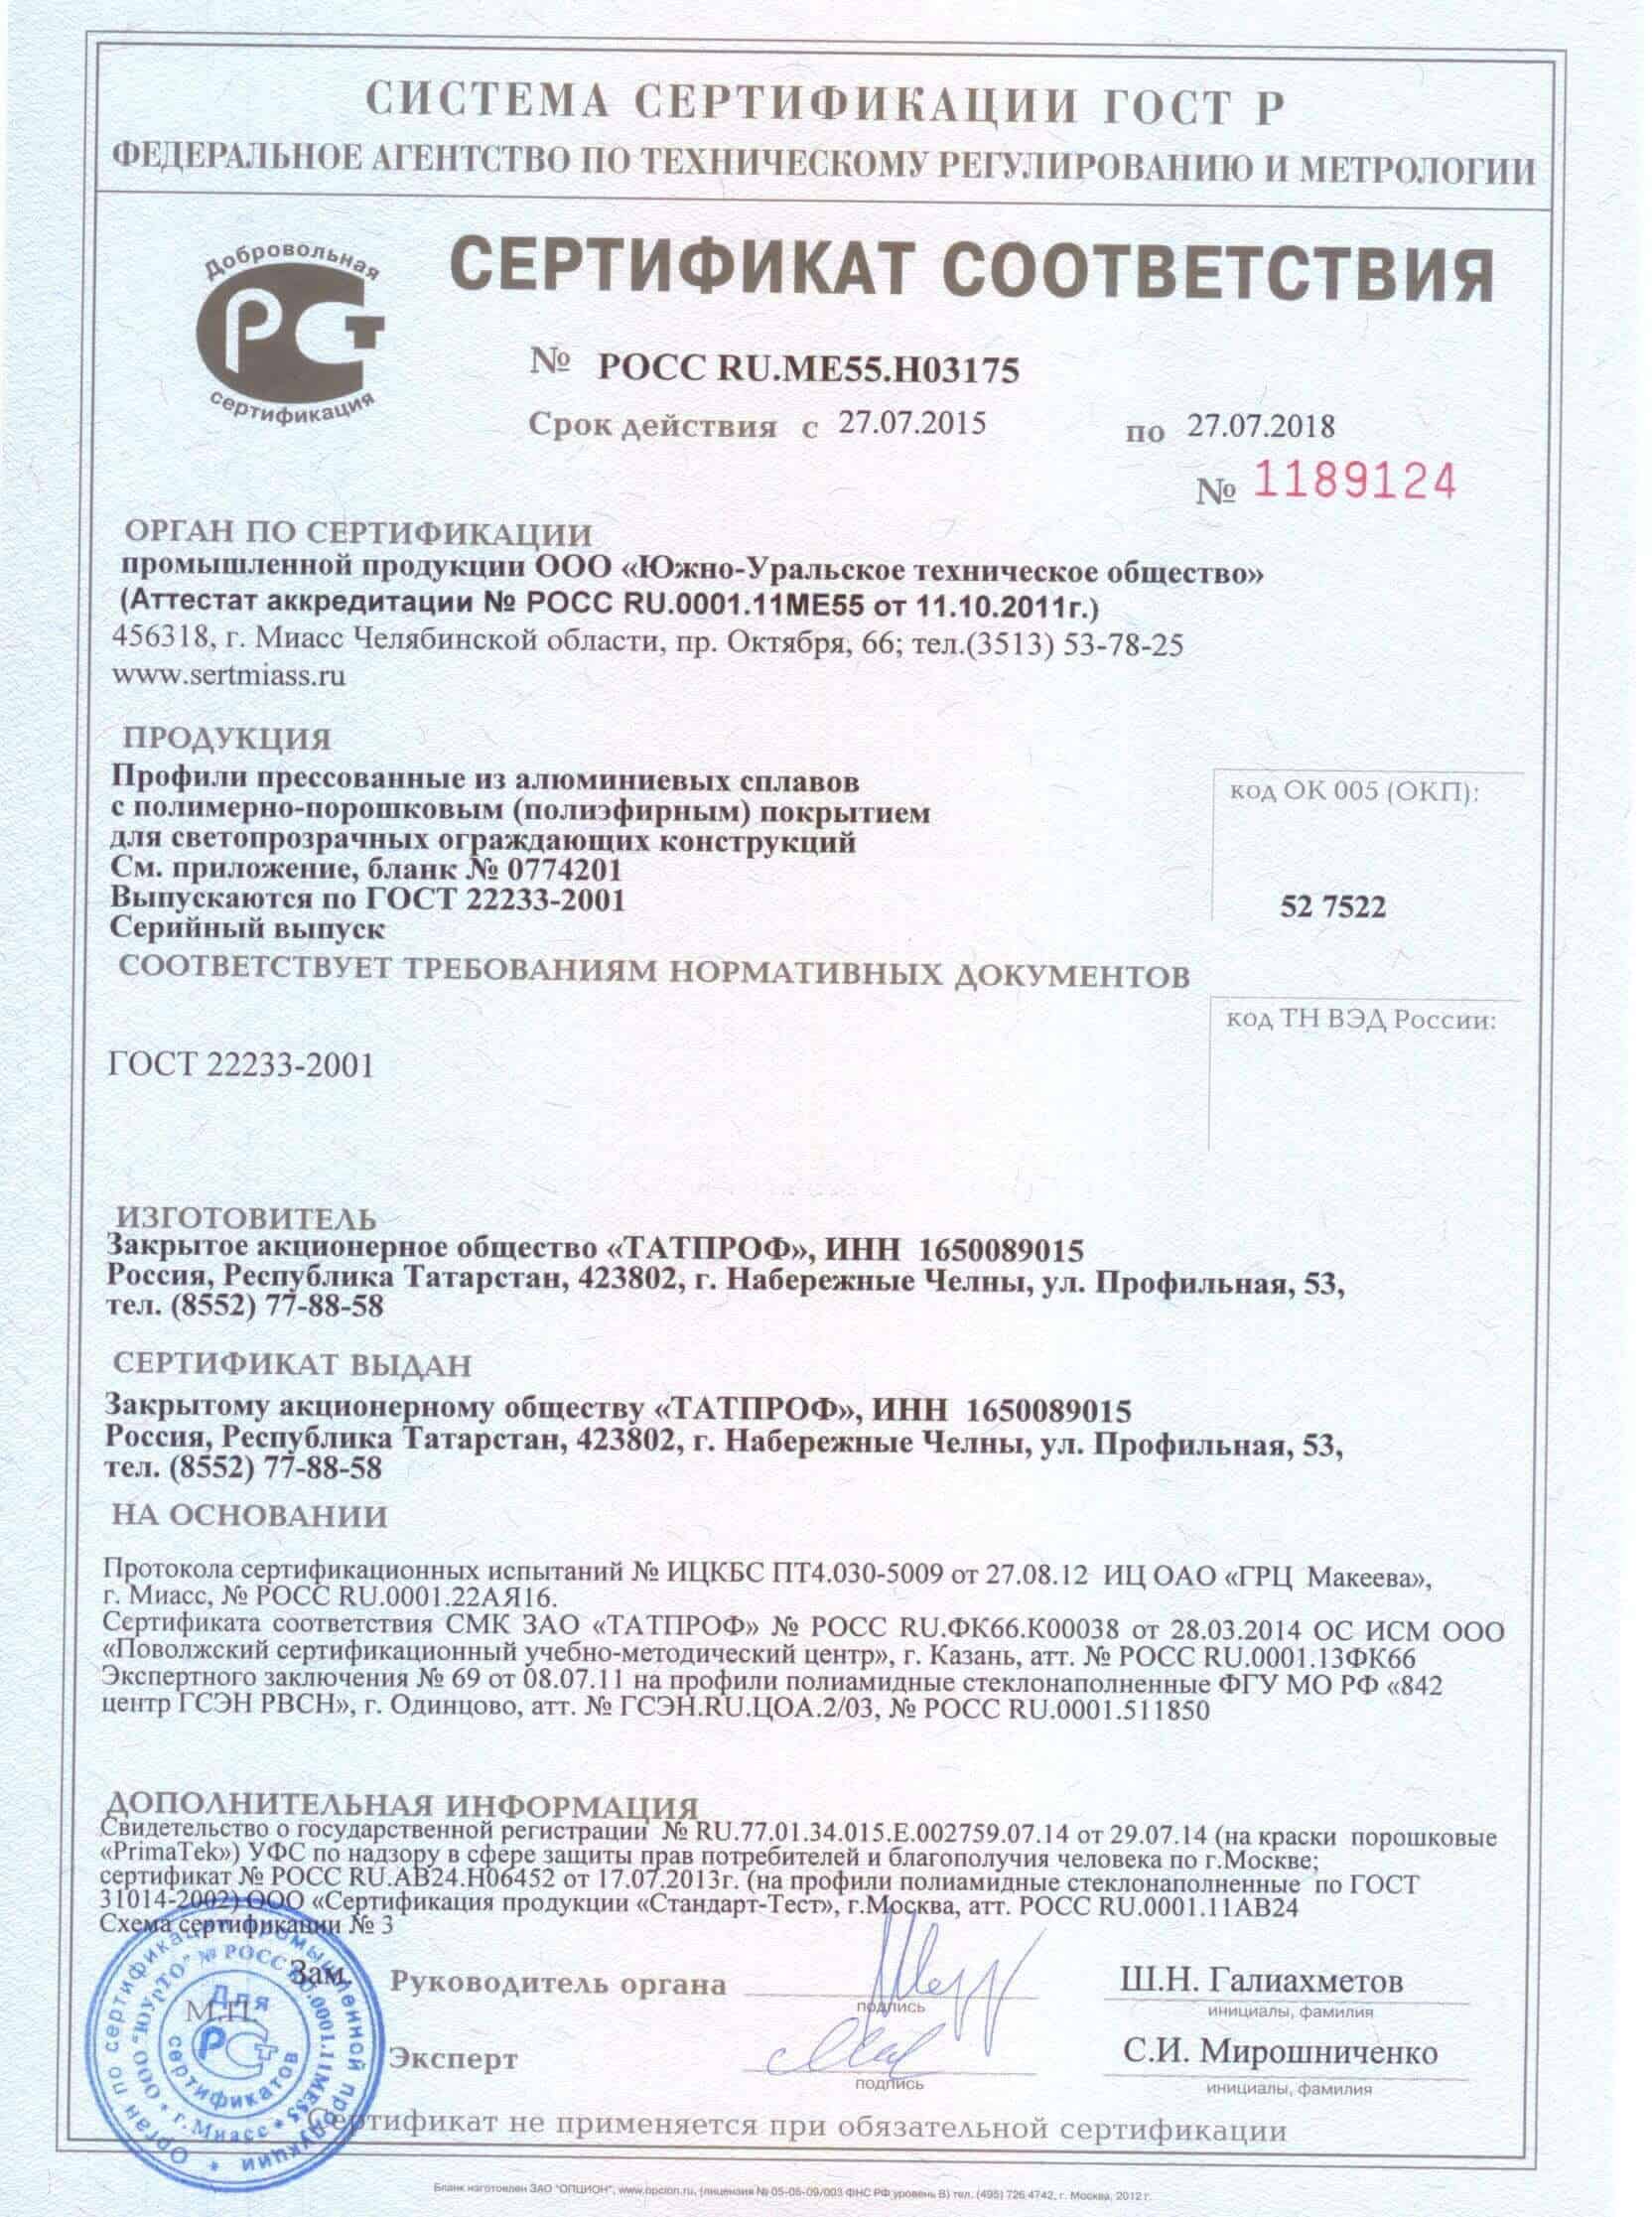 СИСТЕМА СЕРТИФИКАЦИИ ГОСТ Р
ФЕДЕРАЛЬНОЕ АГЕНТСТВО ПО ТЕХНИЧЕСКОМУ РЕГУЛИРОВАНИЮ И МЕТРОЛОГИИ
Добровольная
РСТ
сертификация
СЕРТИФИКАТ СООТВЕТСТВИЯ
№ РОСС RU.МЕ55.Н03175
Срок действия с 27.07.2015 по 27.07.2018
№ 1189124
ОРГАН ПО СЕРТИФИКАЦИИ
промышленной продукции ООО «Южно-Уральское техническое общество»
(Аттестат аккредитации № РОСС RU.0001.11МЕ55 от 11.10.2011г.)
456318, г. Миасс Челябинской области, пр. Октября, 66; тел.(3513) 53-78-25
www.sertmiass.ru
ПРОДУКЦИЯ
Профили прессованные из алюминиевых сплавов
с полимерно-порошковым (полиэфирным) покрытием
для светопрозрачных ограждающих конструкций
См. приложение, бланк № 0774201
Выпускаются по ГОСТ 22233-2001
Серийный выпуск
код ОК 005 (ОКП):
52 7522
СООТВЕТСТВУЕТ ТРЕБОВАНИЯМ НОРМАТИВНЫХ ДОКУМЕНТОВ
код ТН ВЭД России:
ГОСТ 22233-2001
ИЗГОТОВИТЕЛЬ
Закрытое акционерное общество «ТАТПРОФ», ИНН 1650089015
Россия, Республика Татарстан, 423802, г. Набережные Челны, ул. Профильная, 53,
тел. (8552) 77-88-58
СЕРТИФИКАТ ВЫДАН
Закрытому акционерному обществу «ТАТПРОФ», ИНН 1650089015
Россия, Республика Татарстан, 423802, г. Набережные Челны, ул. Профильная, 53,
тел. (8552) 77-88-58
НА ОСНОВАНИИ
Протокола сертификационных испытаний № ИЦКБС ПТ4.030-5009 от 27.08.12 ИЦ ОАО «ГРЦ Макеева»,
г. Миасс, № РОСС RU.0001.22АЯ16.
Сертификата соответствия СМК ЗАО «ТАТПРОФ» № РОСС RU.ФК66.К00038 от 28.03.2014 ОС ИСМ ООО
«Поволжский сертификационный учебно-методический центр», г. Казань, атт. № РОСС RU.0001.13ФК66
Экспертного заключения № 69 от 08.07.11 на профили полиамидные стеклонаполненные ФГУ МО РФ «842
центр ГСЭН РВСН», г. Одинцово, атт. № ГСЭН.RU.ЦОА.2/03, № РОСС RU.0001.511850
ДОПОЛНИТЕЛЬНАЯ ИНФОРМАЦИЯ
Свидетельство о государственной регистрации № RU.77.01.34.015.Е.002759.07.14 от 29.07.14 (на краски порошковые
«PrimaTek») УФС по надзору в сфере защиты прав потребителей и благополучия человека по г.Москве;
сертификат № РОСС RU.АВ24.Н06452 от 17.07.2013г. (на профили полиамидные стеклонаполненные по ГОСТ
31014-2002) ООО «Сертификация продукции «Стандарт-Тест», г.Москва, атт. РОСС RU.0001.11АВ24
Схема сертификации № 3
Зам. Руководитель органа
подпись
Ш.Н. Галиахметов
инициалы, фамилия
М.П.
Эксперт
подпись
С.И. Мирошниченко
инициалы, фамилия
Орган по сертификации промышленной продукции
ООО "ЮУрТО" № РОСС RU.0001.11МЕ55 г. Миасс
Для
РСТ
сертификатов
Сертификат не применяется при обязательной сертификации
Бланк изготовлен ЗАО "ОПЦИОН", www.opcion.ru, (лицензия № 05-05-09/003 ФНС РФ уровень В) тел. (495) 726 4742, г. Москва, 2012 г.